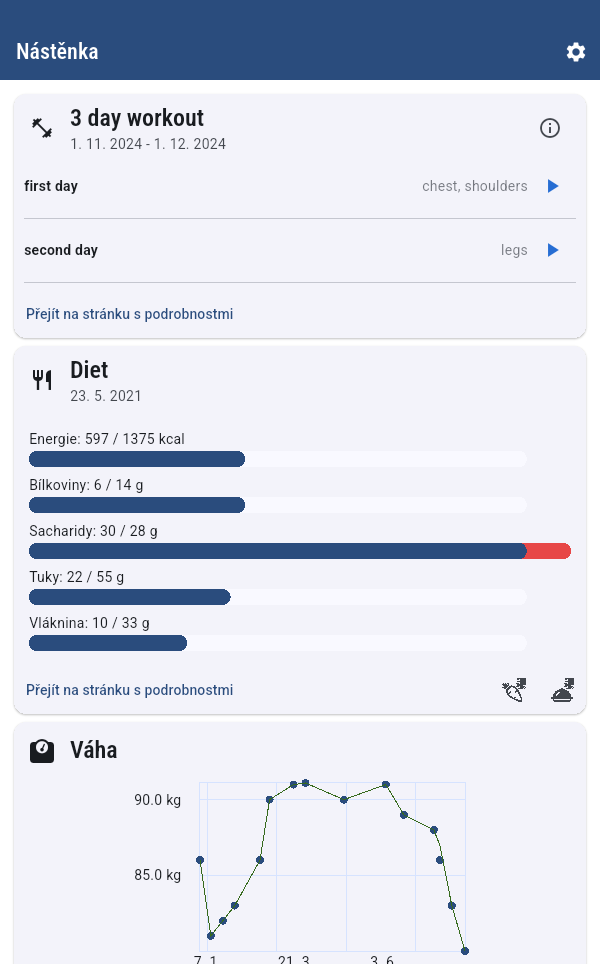 Nástěnka
3 day workout
1. 11. 2024 - 1. 12. 2024
first day
chest, shoulders
second day
legs
Přejít na stránku s podrobnostmi
Diet
23. 5. 2021
Energie: 597 / 1375 kcal
Bílkoviny: 6 / 14 g
Sacharidy: 30 / 28 g
Tuky: 22 / 55 g
Vláknina: 10 / 33 g
Přejít na stránku s podrobnostmi
Váha
90.0 kg
85.0 kg
7. 1. 21. 3. 3. 6.